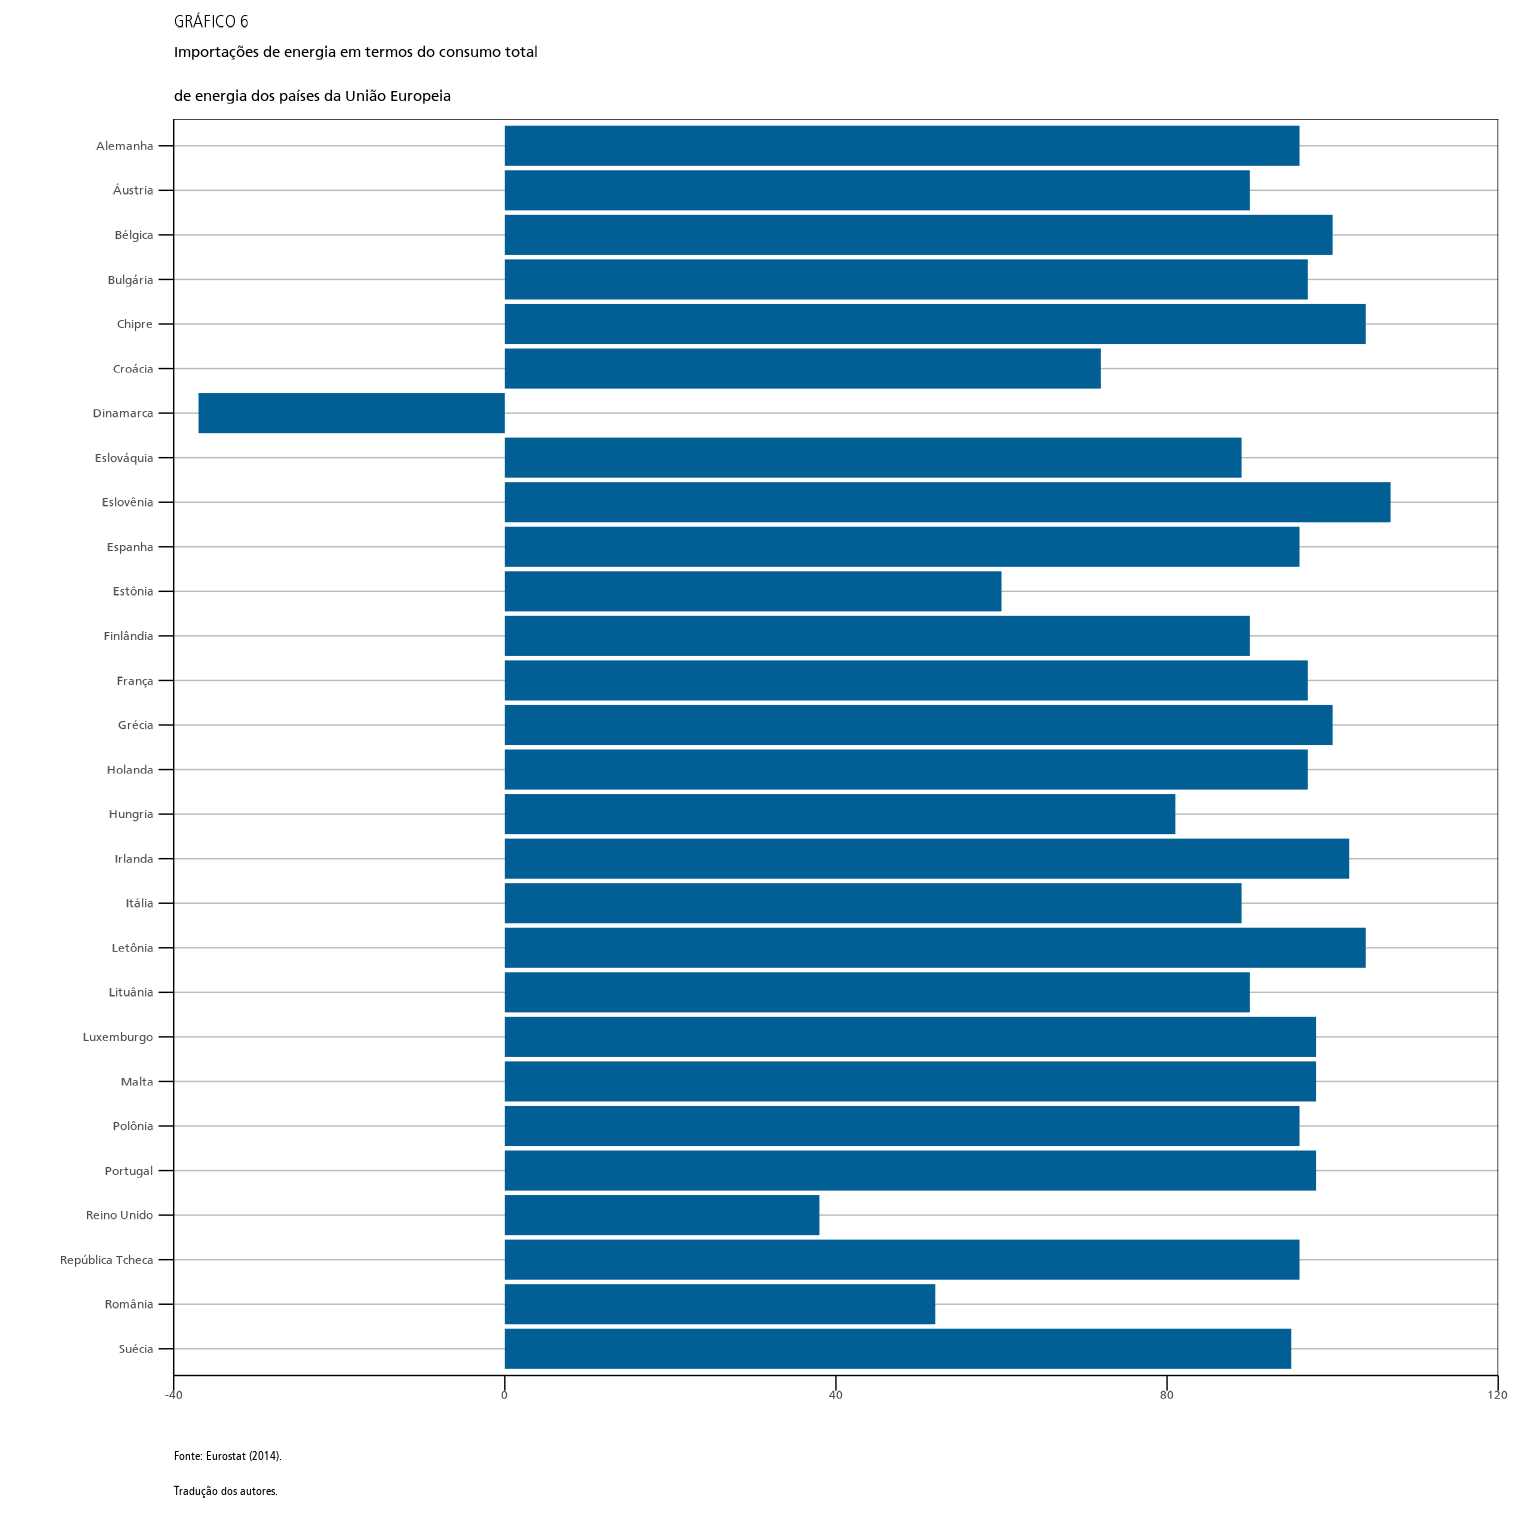 GRÁFICO 6
Importações de energia em termos do consumo total
de energia dos países da União Europeia
Alemanha
Áustria
Bélgica
Bulgária
Chipre
Croácia
Dinamarca
Eslováquia
Eslovênia
Espanha
Estônia
Finlândia
França
Grécia
Holanda
Hungria
Irlanda
Itália
Letônia
Lituânia
Luxemburgo
Malta
Polônia
Portugal
Reino Unido
República Tcheca
România
Suécia
-40 0 40 80 120
Fonte: Eurostat (2014).
Tradução dos autores.